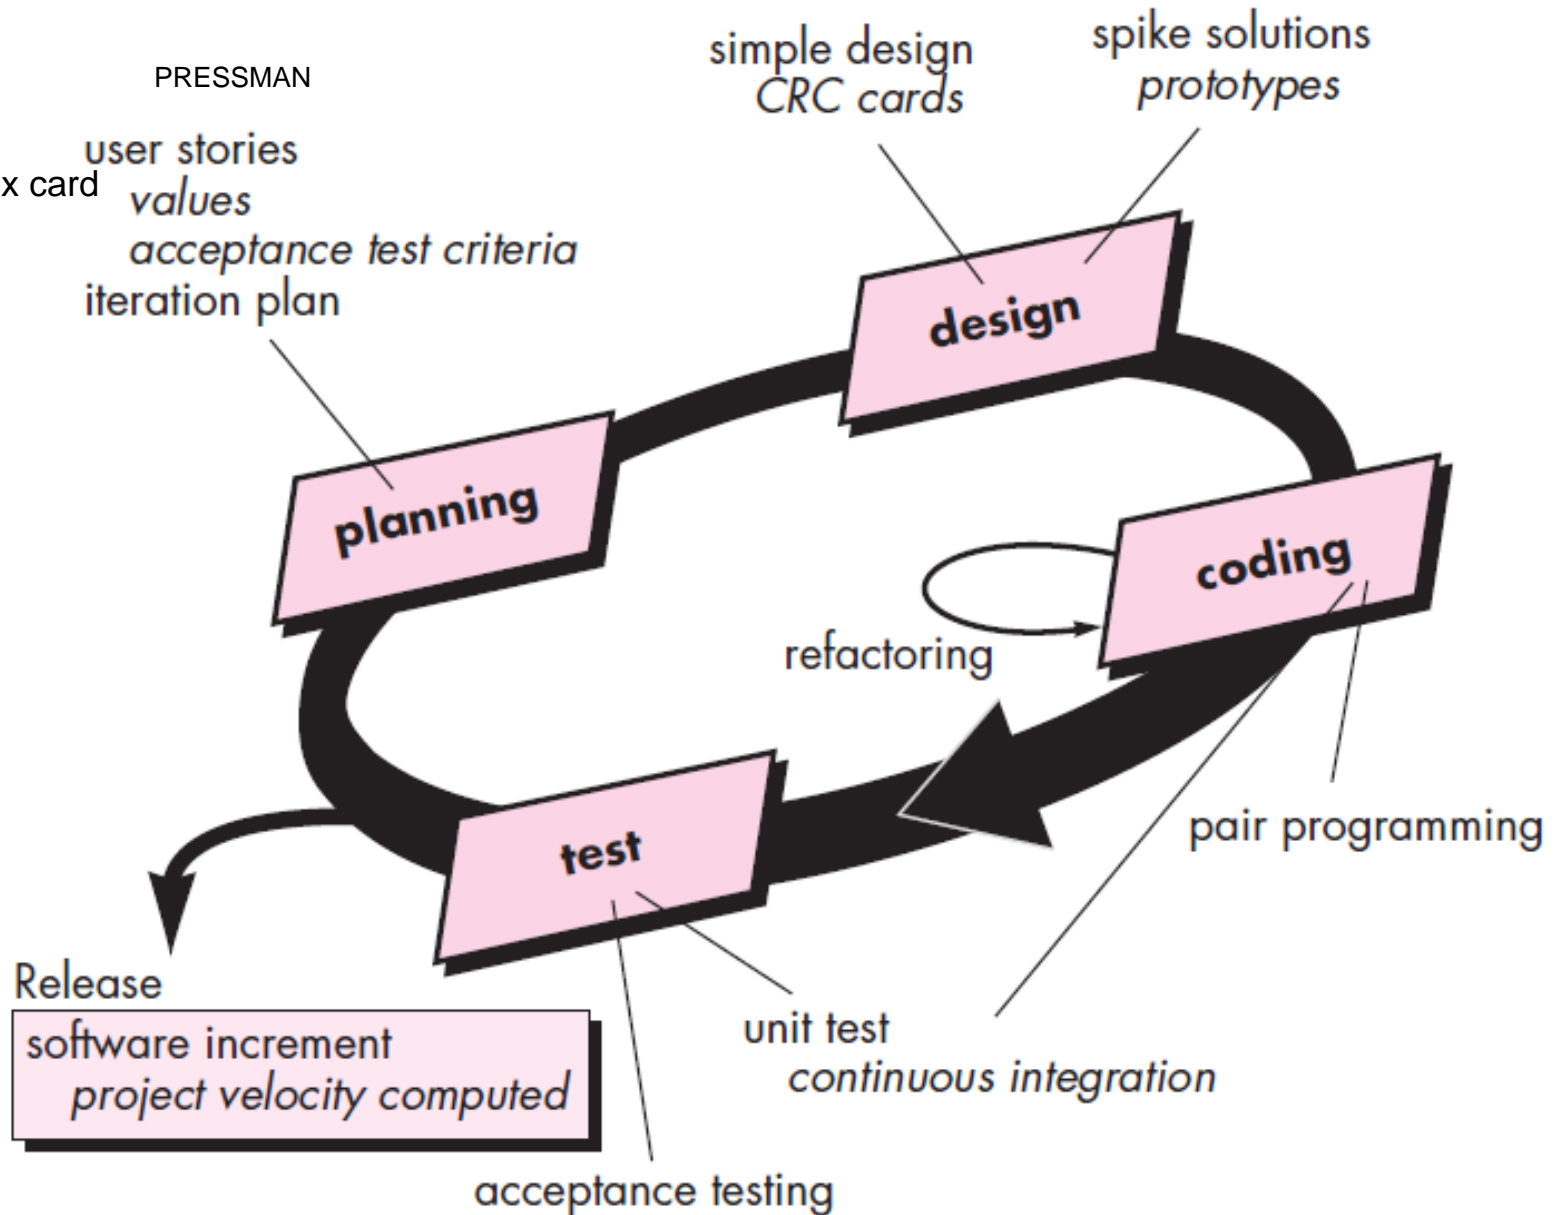 PRESSMAN
simple design
CRC cards
spike solutions
prototypes
user stories
x card
values
acceptance test criteria
iteration plan
design
planning
coding
refactoring
test
pair programming
Release
software increment
project velocity computed
unit test
continuous integration
acceptance testing